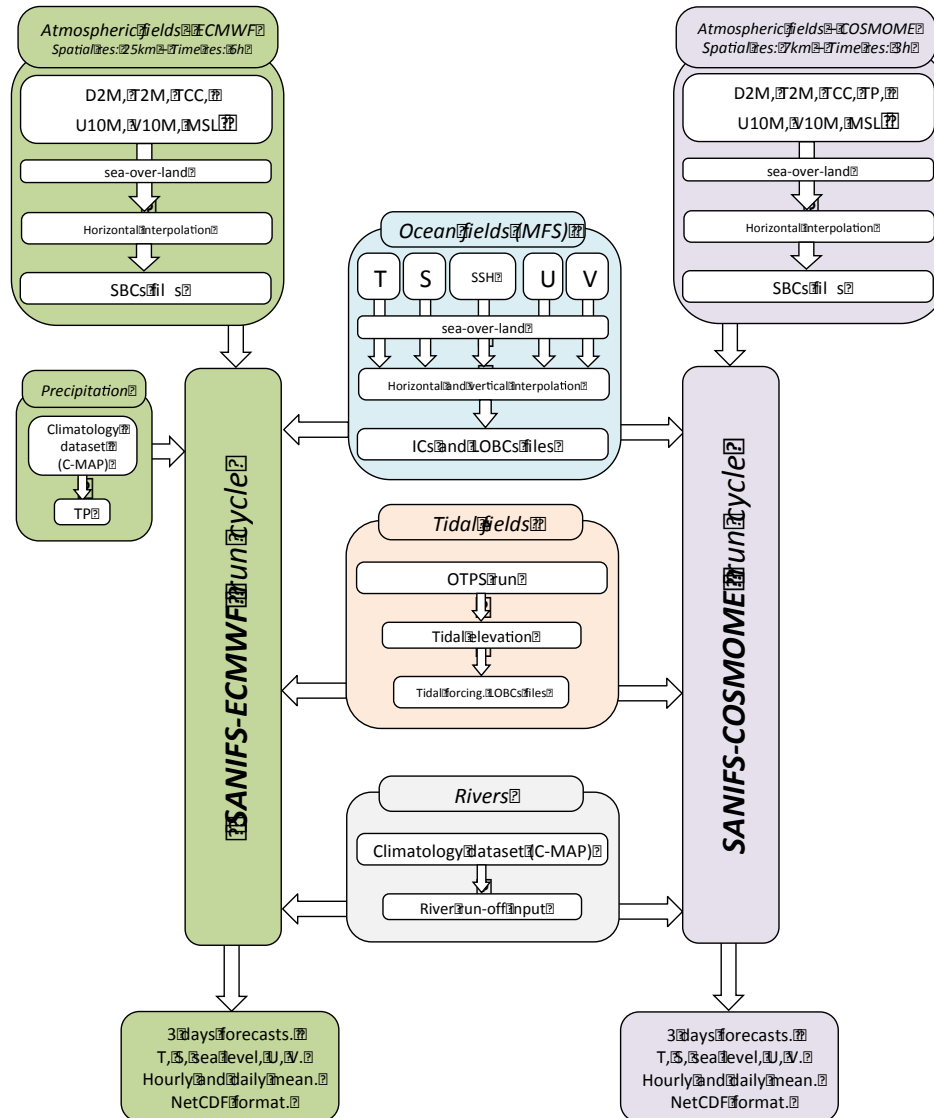 Atmospheric fields – ECMWF
Spatial res: 25km – Time res: 6h
D2M, T2M, TCC,
U10M, V10M, MSL
sea-over-land
Horizontal interpolation
SBCs fil s
Atmospheric fields – COSMOME
Spatial res: 7km – Time res: 3h
D2M, T2M, TCC, TP,
U10M, V10M, MSL
sea-over-land
Horizontal interpolation
SBCs fil s
Ocean fields (MFS)
T S SSH U V
sea-over-land
Horizontal and vertical interpolation
ICs and LOBCs files
Precipitation
Climatology
dataset
(C-MAP)
TP
SANIFS-ECMWF run cycle
SANIFS-COSMOME run cycle
Tidal fields
OTPS run
Tidal elevation
Tidal forcing. LOBCs files
Rivers
Climatology dataset (C-MAP)
River run-off input
3 days forecasts.
T, S, sea level, U, V.
Hourly and daily mean.
NetCDF format.
3 days forecasts.
T, S, sea level, U, V.
Hourly and daily mean.
NetCDF format.